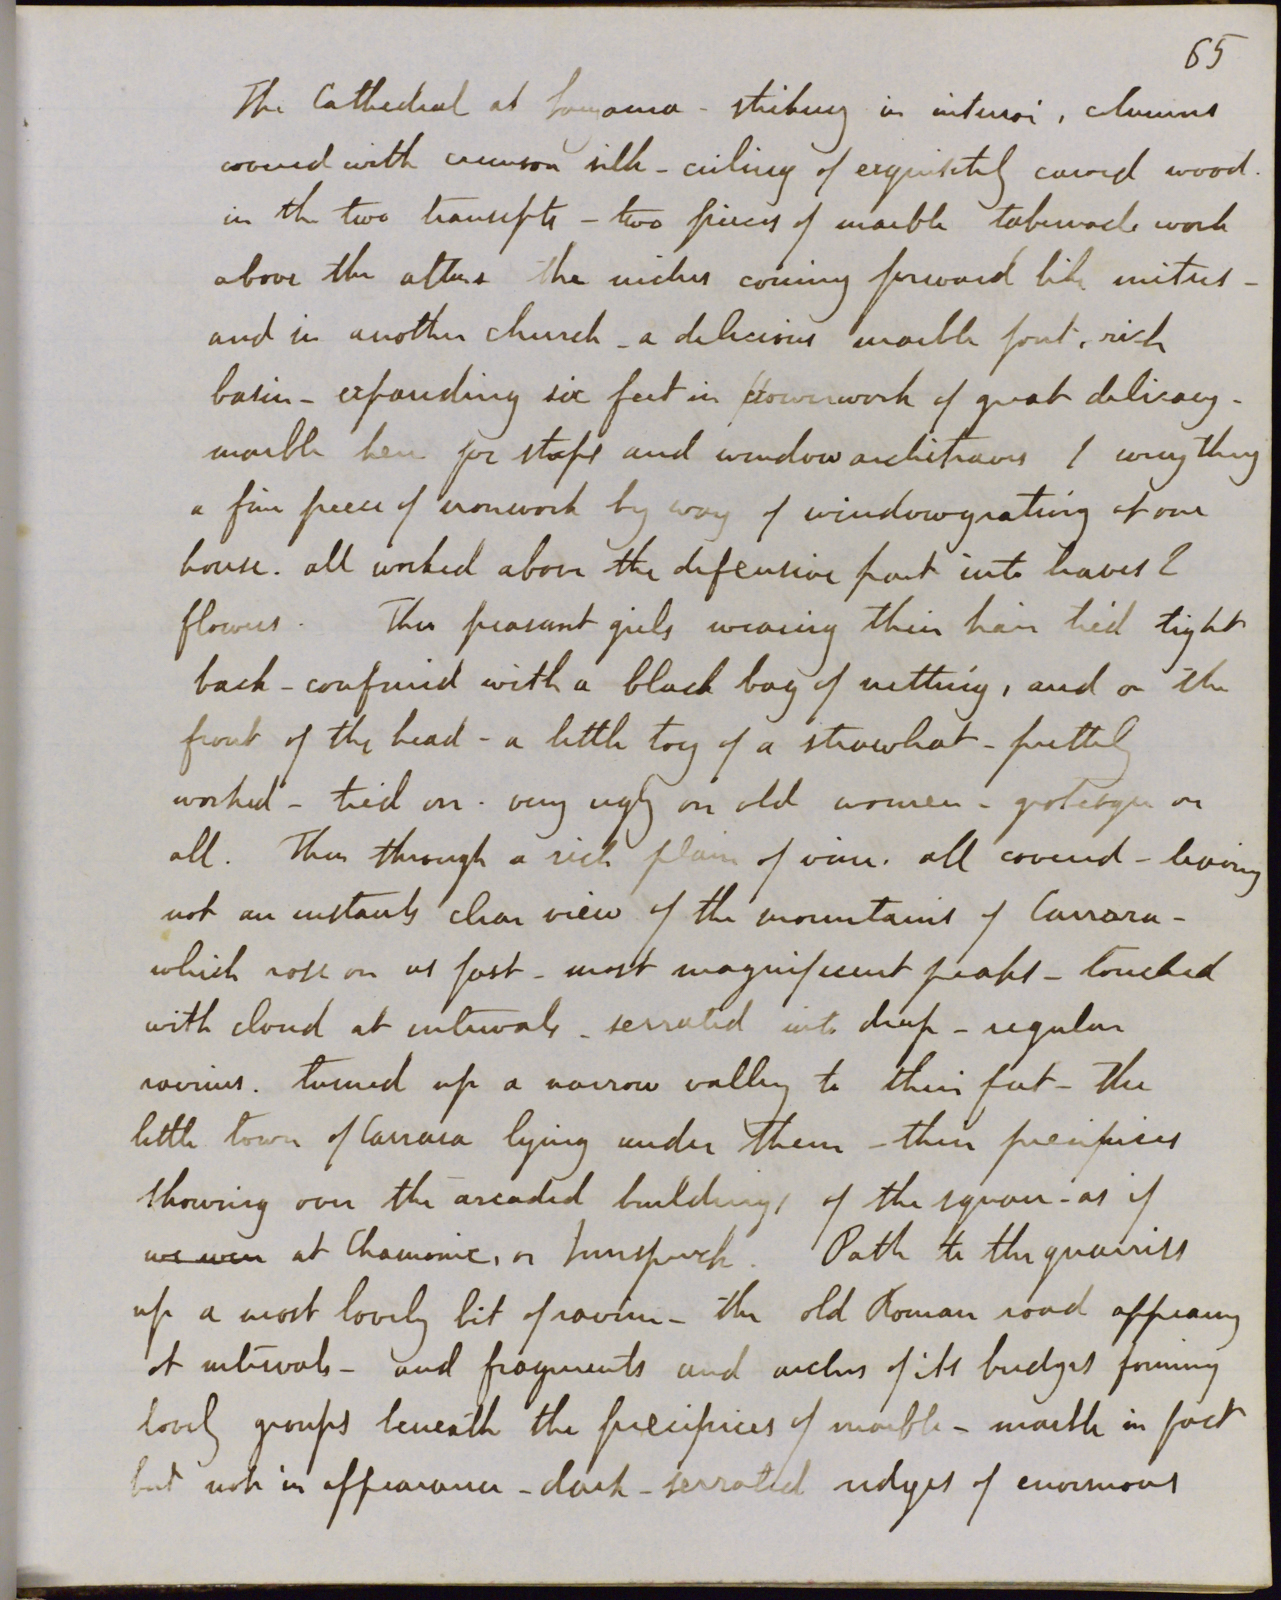 65
The Cathedral at Sarzana - striking in interior, columns
covered with crimson silk - ceiling of exquisitely carved wood.
in the two transepts - two pieces of marble tabernacle work
above the altars the niches coming forward like mitres -
and in another church - a delicious marble font, rich
basin - expanding six feet in flowerwork of great delicacy -
marble here for steps and window architraves & everything
a fine piece of ironwork by way of windowgrating at one
house. all worked above the defensive part into leaves &
flowers. The peasant girls wearing their hair tied tight
back - confined with a black bag of netting, and on the
front of the head - a little toy of a strawhat - prettily
worked - tied on. very ugly on old women - grotesque on
all. Then through a rich plain of vine. all covered - leaving
not an instants clear view of the mountains of Carrara -
which rose on us fast - most magnificent peaks - touched
with cloud at intervals - serrated into deep - regular
ravines. turned up a narrow valley to their feet - The
little town of Carrara lying under them - their precipices
showing over the arcaded buildings of the square - as if
we were at Chamonix, or Innspruck. Path to the quarries
up a most lovely bit of ravine - the old Roman road appearing
at intervals - and fragments and arches of its bridges forming
lovely groups beneath the precipices of marble - marble in fact
but not in appearance - dark - serrated ridges of enormous